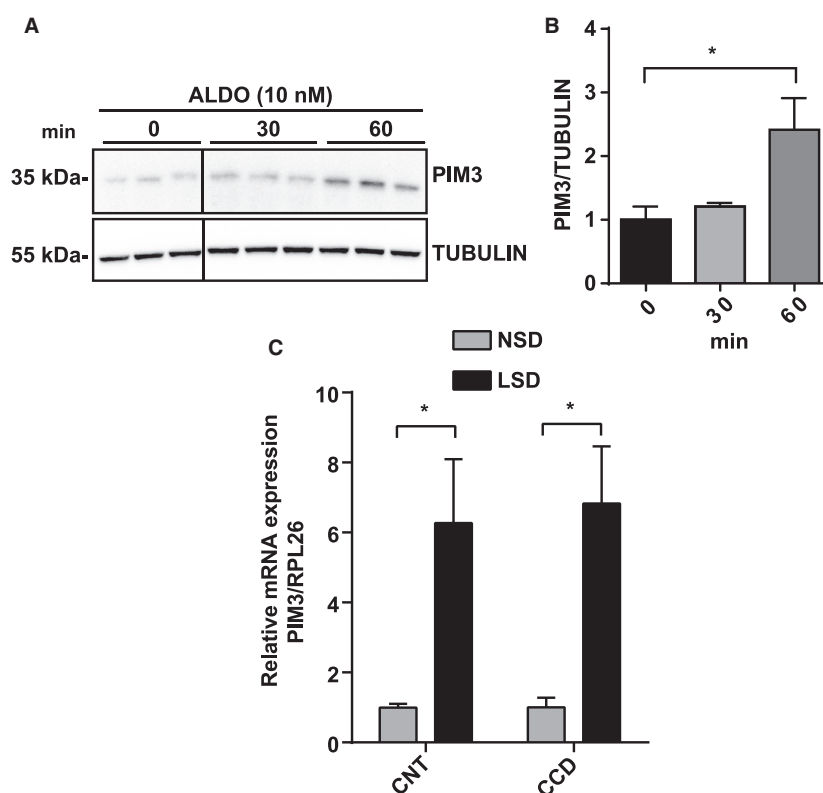 A
ALDO (10 nM)
min 0 30 60
35 kDa- PIM3
55 kDa- TUBULIN
B
PIM3/TUBULIN
4
3
2
1
0
*
0 30 60
min
C
NSD
LSD
Relative mRNA expression
PIM3/RPL26
10
8
6
4
2
0
* *
CNT CCD